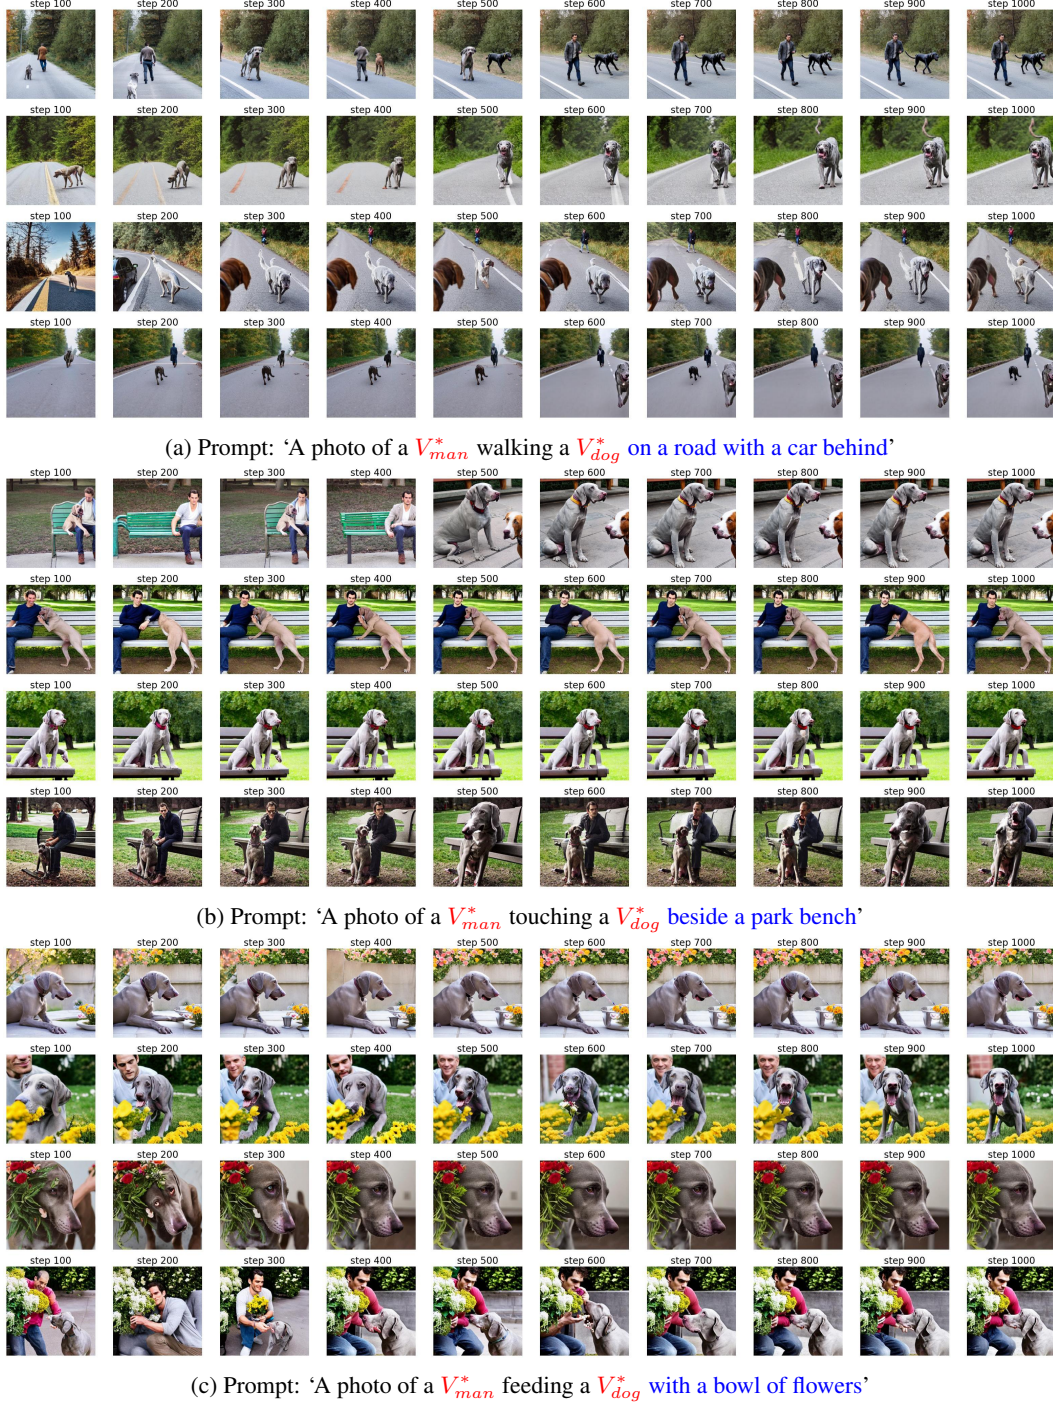 step 100 step 200 step 300 step 400 step 500 step 600 step 700 step 800 step 900 step 1000
step 100 step 200 step 300 step 400 step 500 step 600 step 700 step 800 step 900 step 1000
step 100 step 200 step 300 step 400 step 500 step 600 step 700 step 800 step 900 step 1000
step 100 step 200 step 300 step 400 step 500 step 600 step 700 step 800 step 900 step 1000
(a) Prompt: ‘A photo of a V*man walking a V*dog on a road with a car behind’
step 100 step 200 step 300 step 400 step 500 step 600 step 700 step 800 step 900 step 1000
step 100 step 200 step 300 step 400 step 500 step 600 step 700 step 800 step 900 step 1000
step 100 step 200 step 300 step 400 step 500 step 600 step 700 step 800 step 900 step 1000
step 100 step 200 step 300 step 400 step 500 step 600 step 700 step 800 step 900 step 1000
(b) Prompt: ‘A photo of a V*man touching a V*dog beside a park bench’
step 100 step 200 step 300 step 400 step 500 step 600 step 700 step 800 step 900 step 1000
step 100 step 200 step 300 step 400 step 500 step 600 step 700 step 800 step 900 step 1000
step 100 step 200 step 300 step 400 step 500 step 600 step 700 step 800 step 900 step 1000
step 100 step 200 step 300 step 400 step 500 step 600 step 700 step 800 step 900 step 1000
(c) Prompt: ‘A photo of a V*man feeding a V*dog with a bowl of flowers’